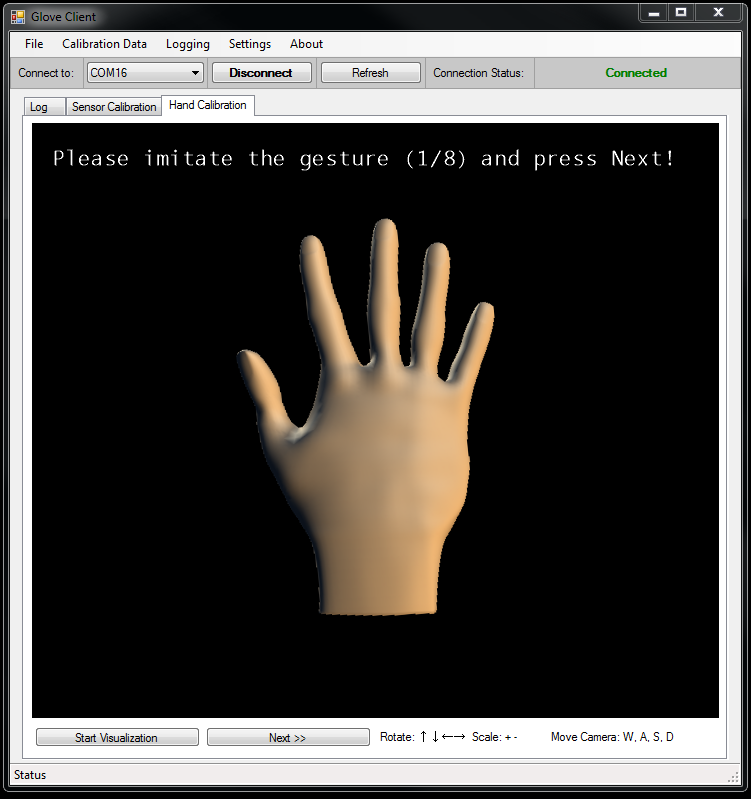 Glove Client
File Calibration Data Logging Settings About
Connect to: COM16 Disconnect Refresh Connection Status: Connected
Log Sensor Calibration Hand Calibration
Please imitate the gesture (1/8) and press Next!
Start Visualization Next >> Rotate: ↑ ↓ ←→ Scale: + - Move Camera: W, A, S, D
Status